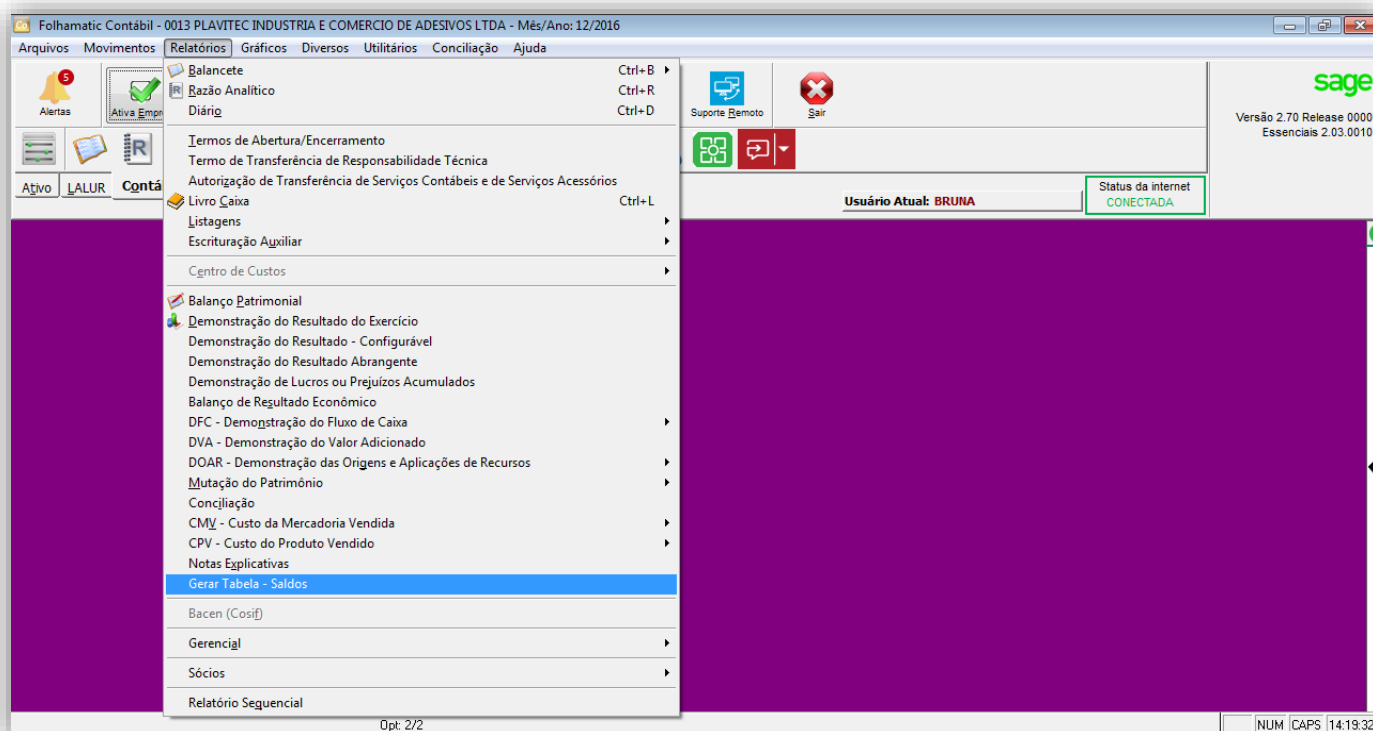 Folhamatic Contábil - 0013 PLAVITEC INDUSTRIA E COMERCIO DE ADESIVOS LTDA - Mês/Ano: 12/2016
Arquivos Movimentos Relatórios Gráficos Diversos Utilitários Conciliação Ajuda
5
Alertas
Ativa Empr
Suporte Remoto
Sair
sage
Versão 2.70 Release 0000
Essenciais 2.03.0010
Ativo LALUR Contá
Usuário Atual: BRUNA
Status da internet
CONECTADA
Balancete Ctrl+B
Razão Analítico Ctrl+R
Diário Ctrl+D
Termos de Abertura/Encerramento
Termo de Transferência de Responsabilidade Técnica
Autorização de Transferência de Serviços Contábeis e de Serviços Acessórios
Livro Caixa Ctrl+L
Listagens
Escrituração Auxiliar
Centro de Custos
Balanço Patrimonial
Demonstração do Resultado do Exercício
Demonstração do Resultado - Configurável
Demonstração do Resultado Abrangente
Demonstração de Lucros ou Prejuízos Acumulados
Balanço de Resultado Econômico
DFC - Demonstração do Fluxo de Caixa
DVA - Demonstração do Valor Adicionado
DOAR - Demonstração das Origens e Aplicações de Recursos
Mutação do Patrimônio
Conciliação
CMV - Custo da Mercadoria Vendida
CPV - Custo do Produto Vendido
Notas Explicativas
Gerar Tabela - Saldos
Bacen (Cosif)
Gerencial
Sócios
Relatório Sequencial
Opt: 2/2
NUM CAPS 14:19:32